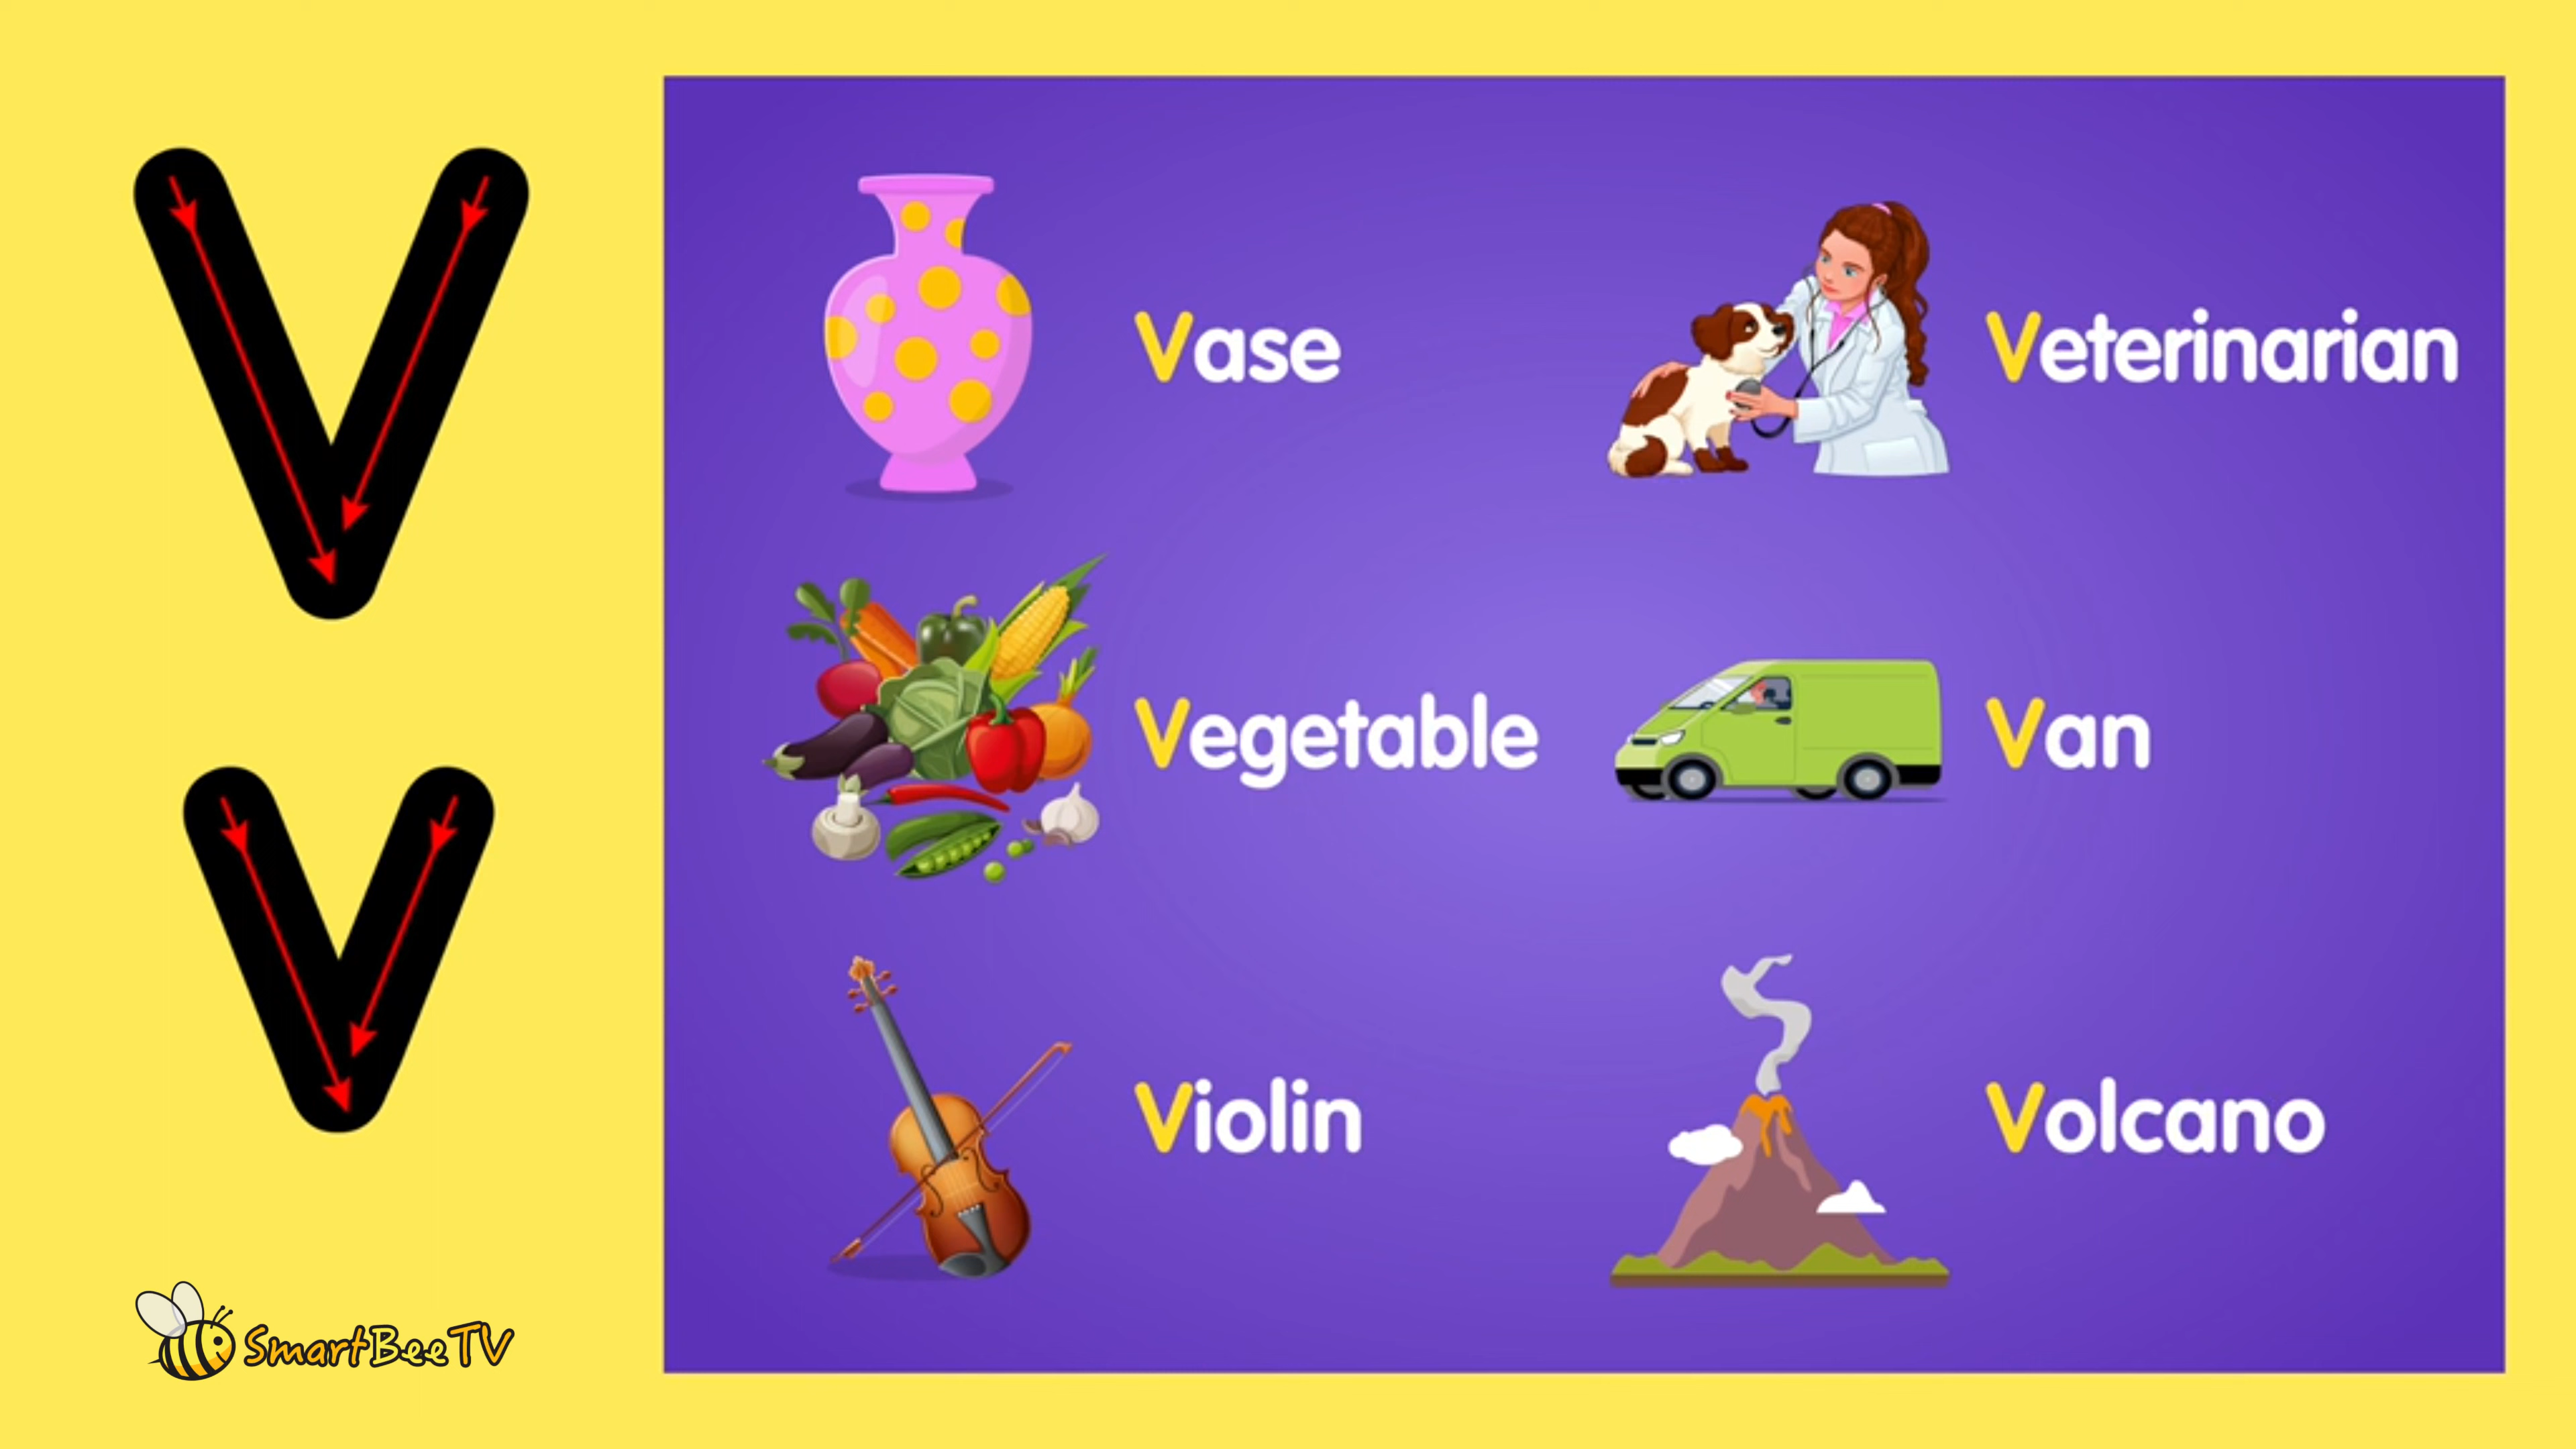 V
v
Vase
Veterinarian
Vegetable
Van
Violin
Volcano
SmartBeeTV